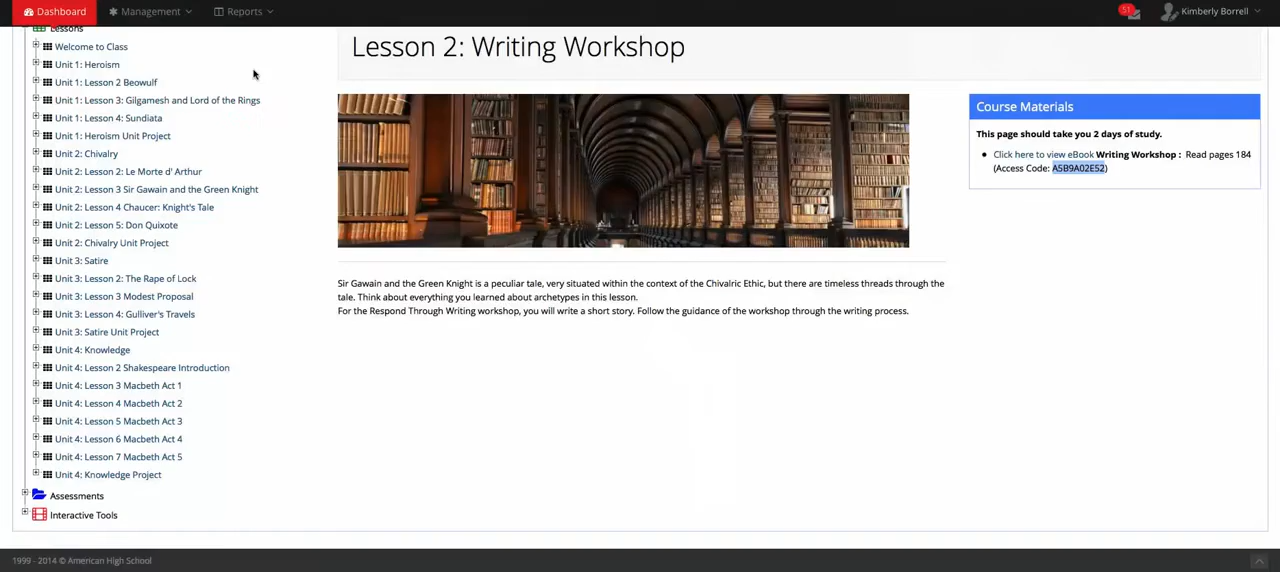 Dashboard Management Reports 51 Kimberly Borrell
Lessons
Welcome to Class
Unit 1: Heroism
Unit 1: Lesson 2 Beowulf
Unit 1: Lesson 3: Gilgamesh and Lord of the Rings
Unit 1: Lesson 4: Sundiata
Unit 1: Heroism Unit Project
Unit 2: Chivalry
Unit 2: Lesson 2: Le Morte d' Arthur
Unit 2: Lesson 3 Sir Gawain and the Green Knight
Unit 2: Lesson 4 Chaucer: Knight's Tale
Unit 2: Lesson 5: Don Quixote
Unit 2: Chivalry Unit Project
Unit 3: Satire
Unit 3: Lesson 2: The Rape of Lock
Unit 3: Lesson 3 Modest Proposal
Unit 3: Lesson 4: Gulliver's Travels
Unit 3: Satire Unit Project
Unit 4: Knowledge
Unit 4: Lesson 2 Shakespeare Introduction
Unit 4: Lesson 3 Macbeth Act 1
Unit 4: Lesson 4 Macbeth Act 2
Unit 4: Lesson 5 Macbeth Act 3
Unit 4: Lesson 6 Macbeth Act 4
Unit 4: Lesson 7 Macbeth Act 5
Unit 4: Knowledge Project
Assessments
Interactive Tools
Lesson 2: Writing Workshop
Sir Gawain and the Green Knight is a peculiar tale, very situated within the context of the Chivalric Ethic, but there are timeless threads through the
tale. Think about everything you learned about archetypes in this lesson.
For the Respond Through Writing workshop, you will write a short story. Follow the guidance of the workshop through the writing process.
Course Materials
This page should take you 2 days of study.
Click here to view eBook Writing Workshop : Read pages 184
(Access Code: A5B9A02E52)
1999 - 2014 © American High School